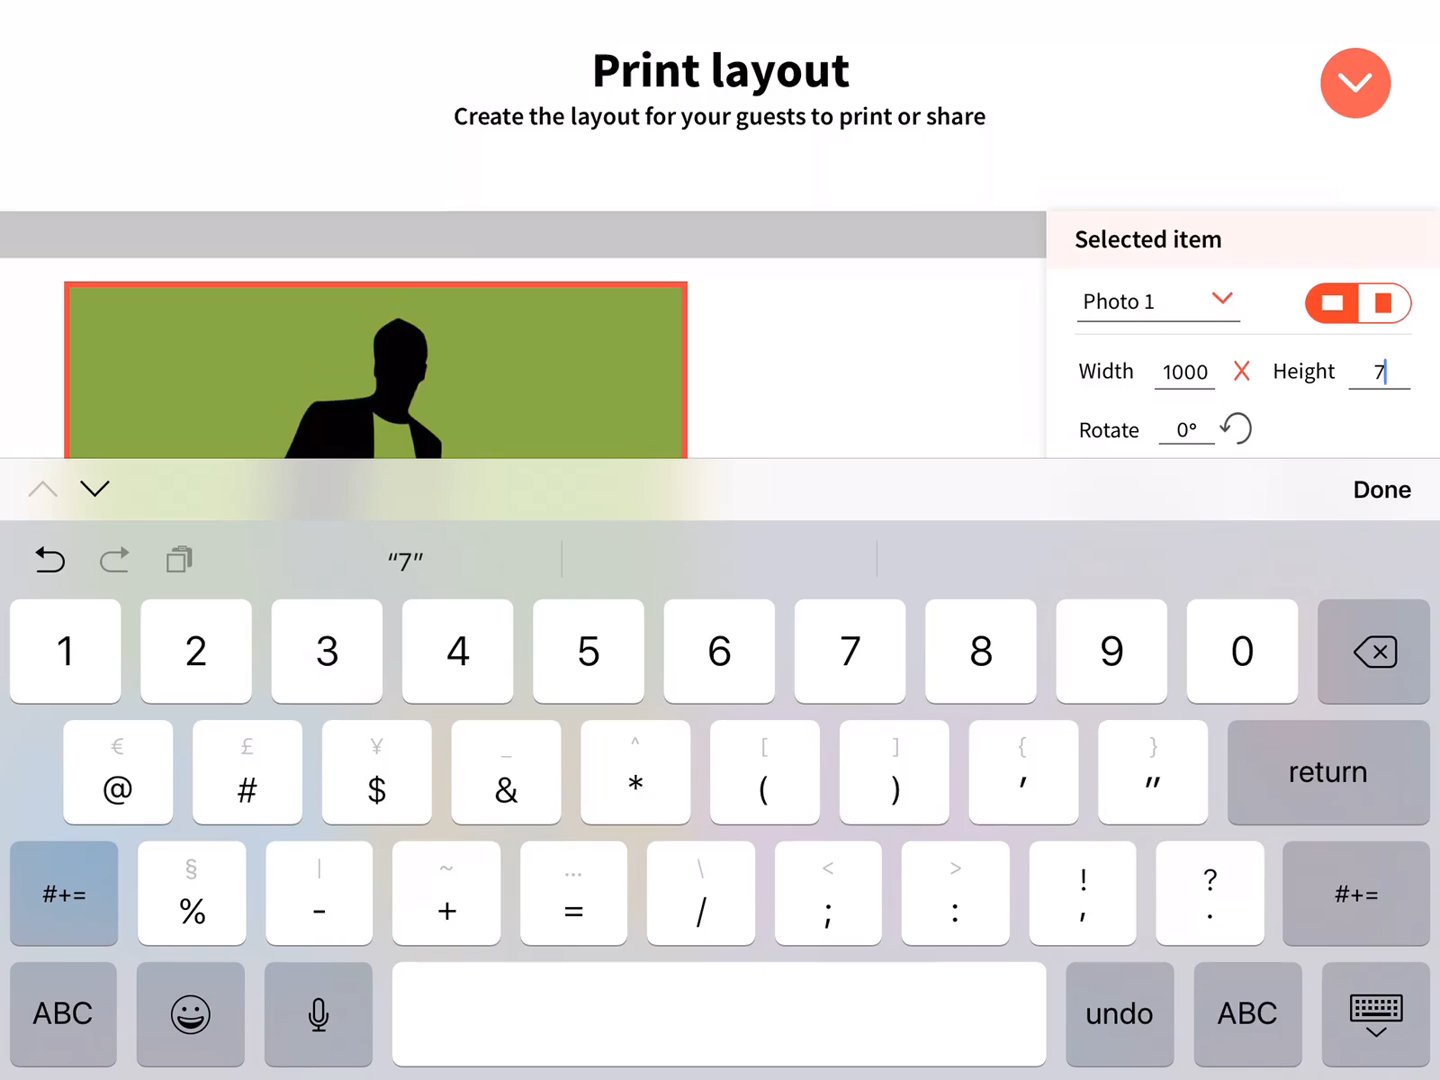 Print layout
Create the layout for your guests to print or share
Selected item
Photo 1
Width 1000 X Height 7
Rotate 0°
Done
“7”
1 2 3 4 5 6 7 8 9 0
€ £ ¥ _ ^ [ ] { }
@ # $ & * ( ) ' " return
§ | ~ … \ < > ! ?
#+= % - + = / ; : , . #+=
ABC undo ABC